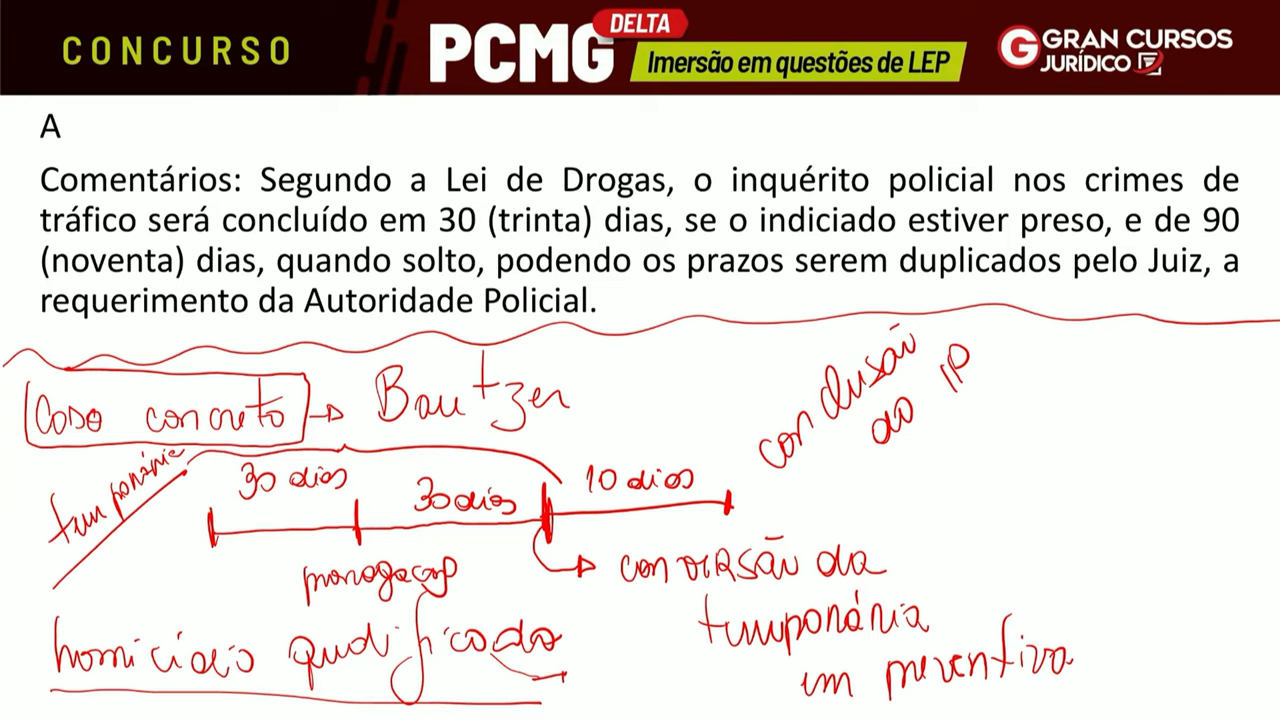 CONCURSO
PCMG
DELTA
Imersão em questões de LEP
G GRAN CURSOS
JURÍDICO
A
Comentários: Segundo a Lei de Drogas, o inquérito policial nos crimes de
tráfico será concluído em 30 (trinta) dias, se o indiciado estiver preso, e de 90
(noventa) dias, quando solto, podendo os prazos serem duplicados pelo Juiz, a
requerimento da Autoridade Policial.
Caso concreto → Bautzer
conclusão
do IP
temporária
30 dias
30 dias
10 dias
prorrogação
conversão da
temporária
em preventiva
homicídio qualificado